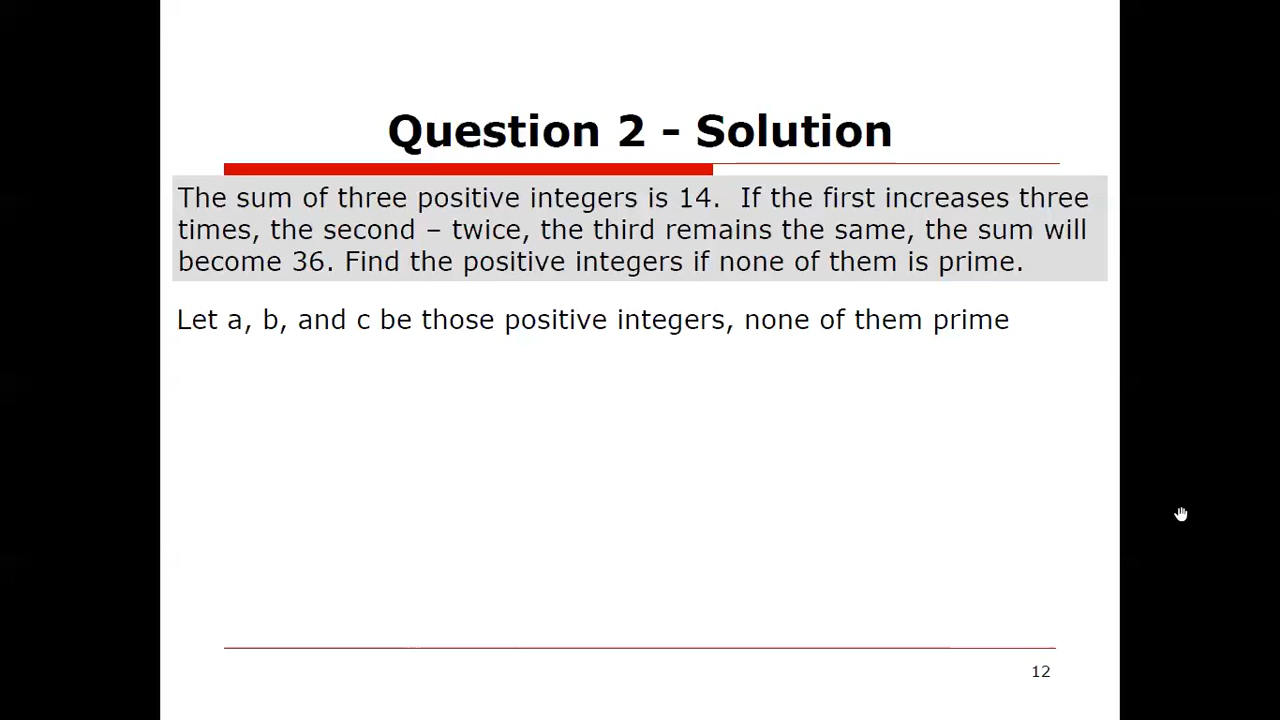 Question 2 - Solution
The sum of three positive integers is 14.  If the first increases three
times, the second – twice, the third remains the same, the sum will
become 36. Find the positive integers if none of them is prime.
Let a, b, and c be those positive integers, none of them prime
12